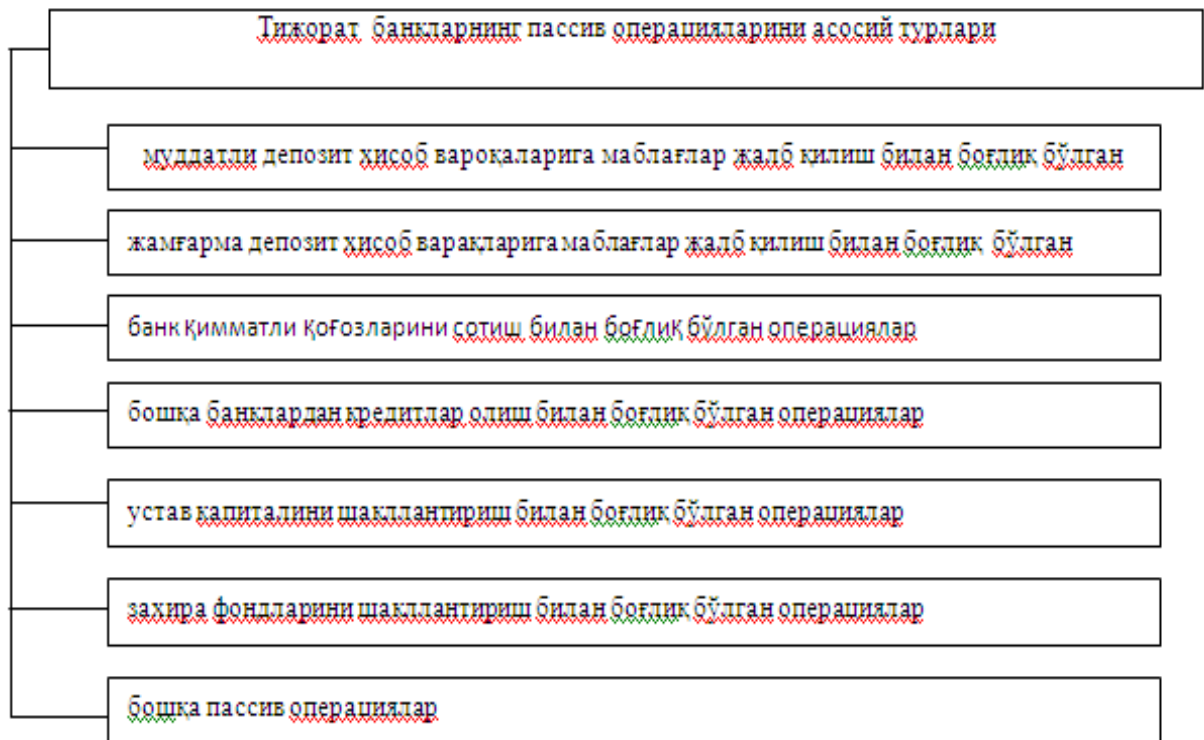 Тижорат банкларнинг пассив операцияларини асосий турлари
муддатли депозит ҳисоб вароқаларига маблағлар жалб қилиш билан боғлиқ бўлган
жамғарма депозит ҳисоб варақларига маблағлар жалб қилиш билан боғлиқ бўлган
банк қимматли қоғозларини сотиш билан боғлиқ бўлган операциялар
бошқа банклардан кредитлар олиш билан боғлиқ бўлган операциялар
устав капиталини шакллантириш билан боғлиқ бўлган операциялар
захира фондларини шакллантириш билан боғлиқ бўлган операциялар
бошқа пассив операциялар